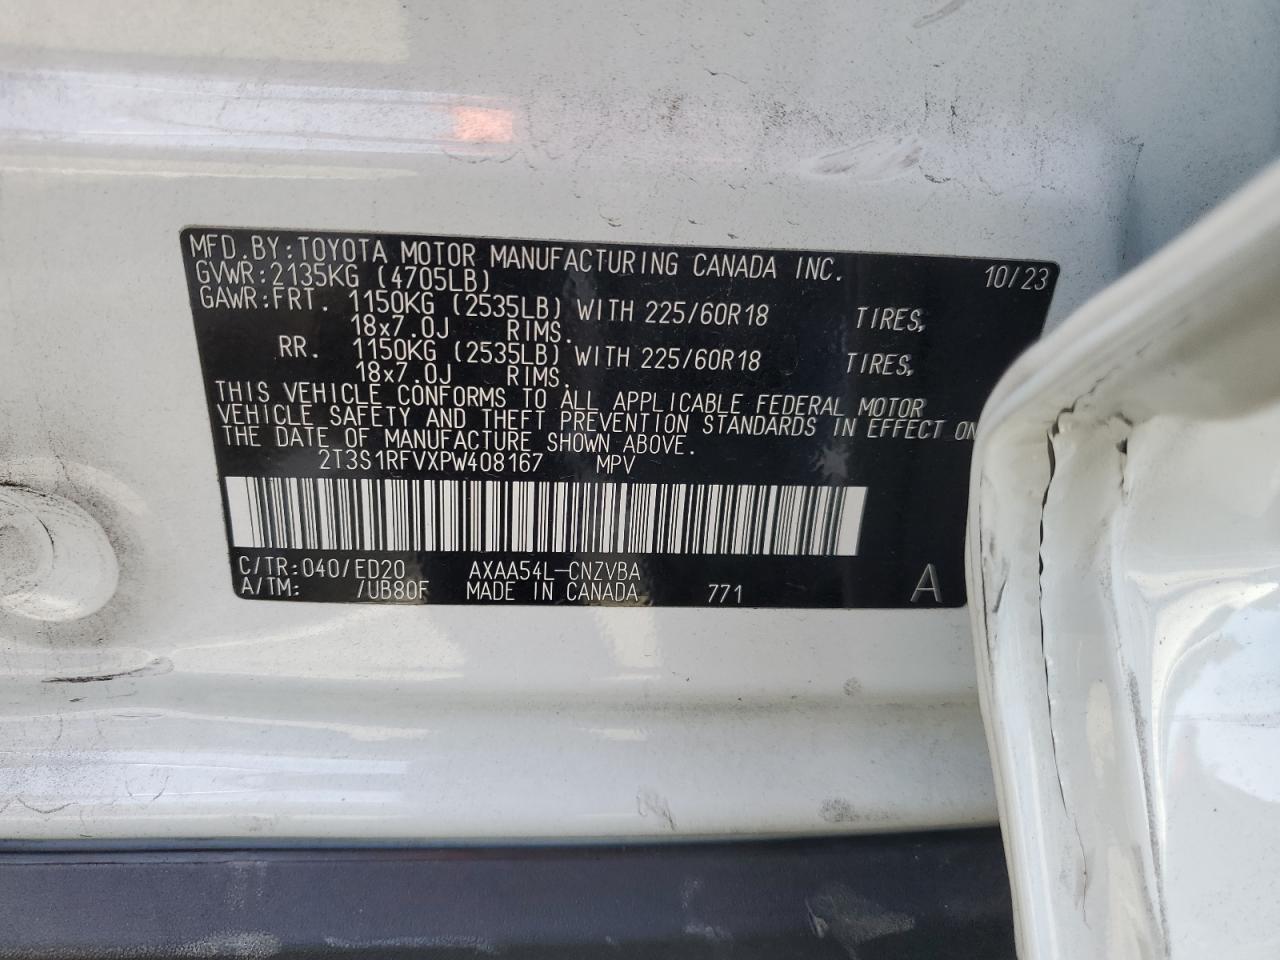 MFD.BY:TOYOTA MOTOR MANUFACTURING CANADA INC. 10/23
GVWR:2135KG (4705LB)
GAWR:FRT. 1150KG (2535LB) WITH 225/60R18 TIRES,
18x7.0J RIMS.
RR. 1150KG (2535LB) WITH 225/60R18 TIRES,
18x7.0J RIMS.
THIS VEHICLE CONFORMS TO ALL APPLICABLE FEDERAL MOTOR
VEHICLE SAFETY AND THEFT PREVENTION STANDARDS IN EFFECT ON
THE DATE OF MANUFACTURE SHOWN ABOVE.
2T3S1RFVXPW408167 MPV
C/TR:040/ED20 AXAA54L-CNZVBA
A/TM: /UB80F MADE IN CANADA 771 A